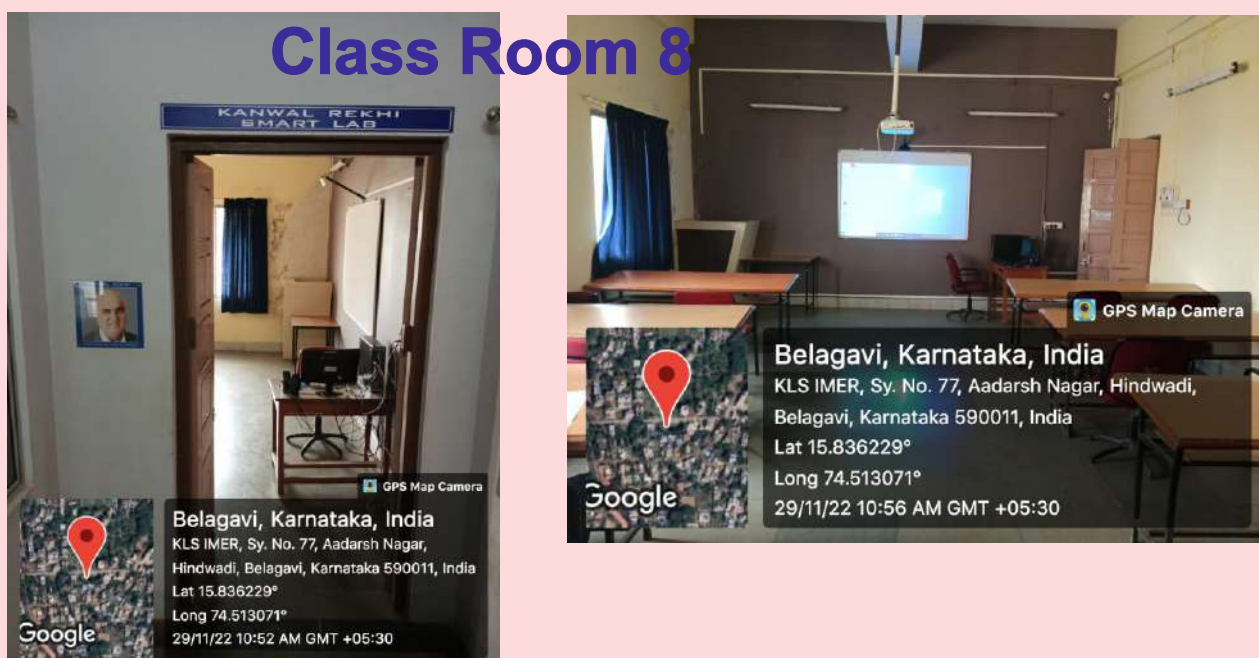 Class Room 8
KANWAL REKHI
SMART LAB
GPS Map Camera
Belagavi, Karnataka, India
KLS IMER, Sy. No. 77, Aadarsh Nagar,
Hindwadi, Belagavi, Karnataka 590011, India
Lat 15.836229°
Long 74.513071°
29/11/22 10:52 AM GMT +05:30
Google
GPS Map Camera
Belagavi, Karnataka, India
KLS IMER, Sy. No. 77, Aadarsh Nagar, Hindwadi,
Belagavi, Karnataka 590011, India
Lat 15.836229°
Long 74.513071°
29/11/22 10:56 AM GMT +05:30
Google